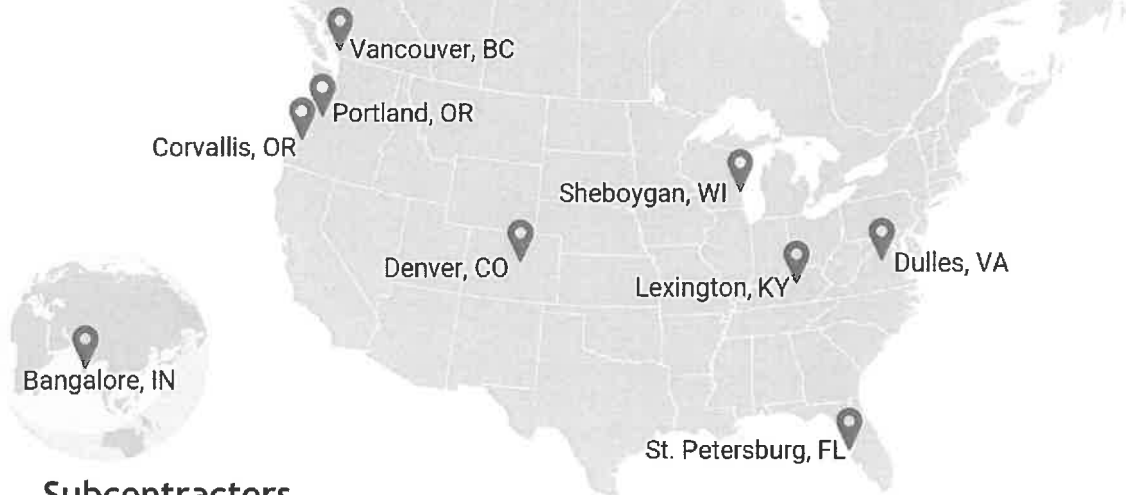 Vancouver, BC
Portland, OR
Corvallis, OR
Sheboygan, WI
Denver, CO
Dulles, VA
Lexington, KY
Bangalore, IN
St. Petersburg, FL
Subcontractors